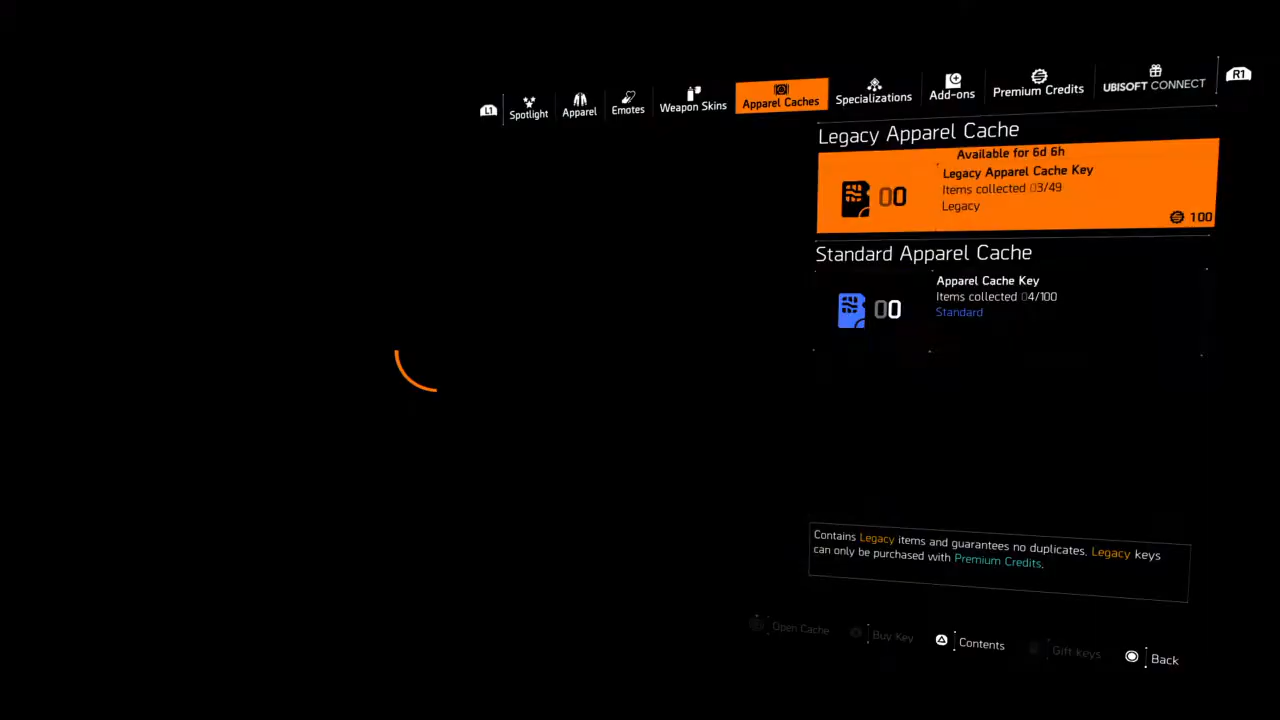 L1
Spotlight
Apparel
Emotes
Weapon Skins
Apparel Caches
Specializations
Add-ons
Premium Credits
UBISOFT CONNECT
R1
Legacy Apparel Cache
Available for 6d 6h
Legacy Apparel Cache Key
00
Items collected 03/49
Legacy
100
Standard Apparel Cache
Apparel Cache Key
00
Items collected 04/100
Standard
Contains Legacy items and guarantees no duplicates. Legacy keys
can only be purchased with Premium Credits.
Open Cache
Buy Key
Contents
Gift keys
Back